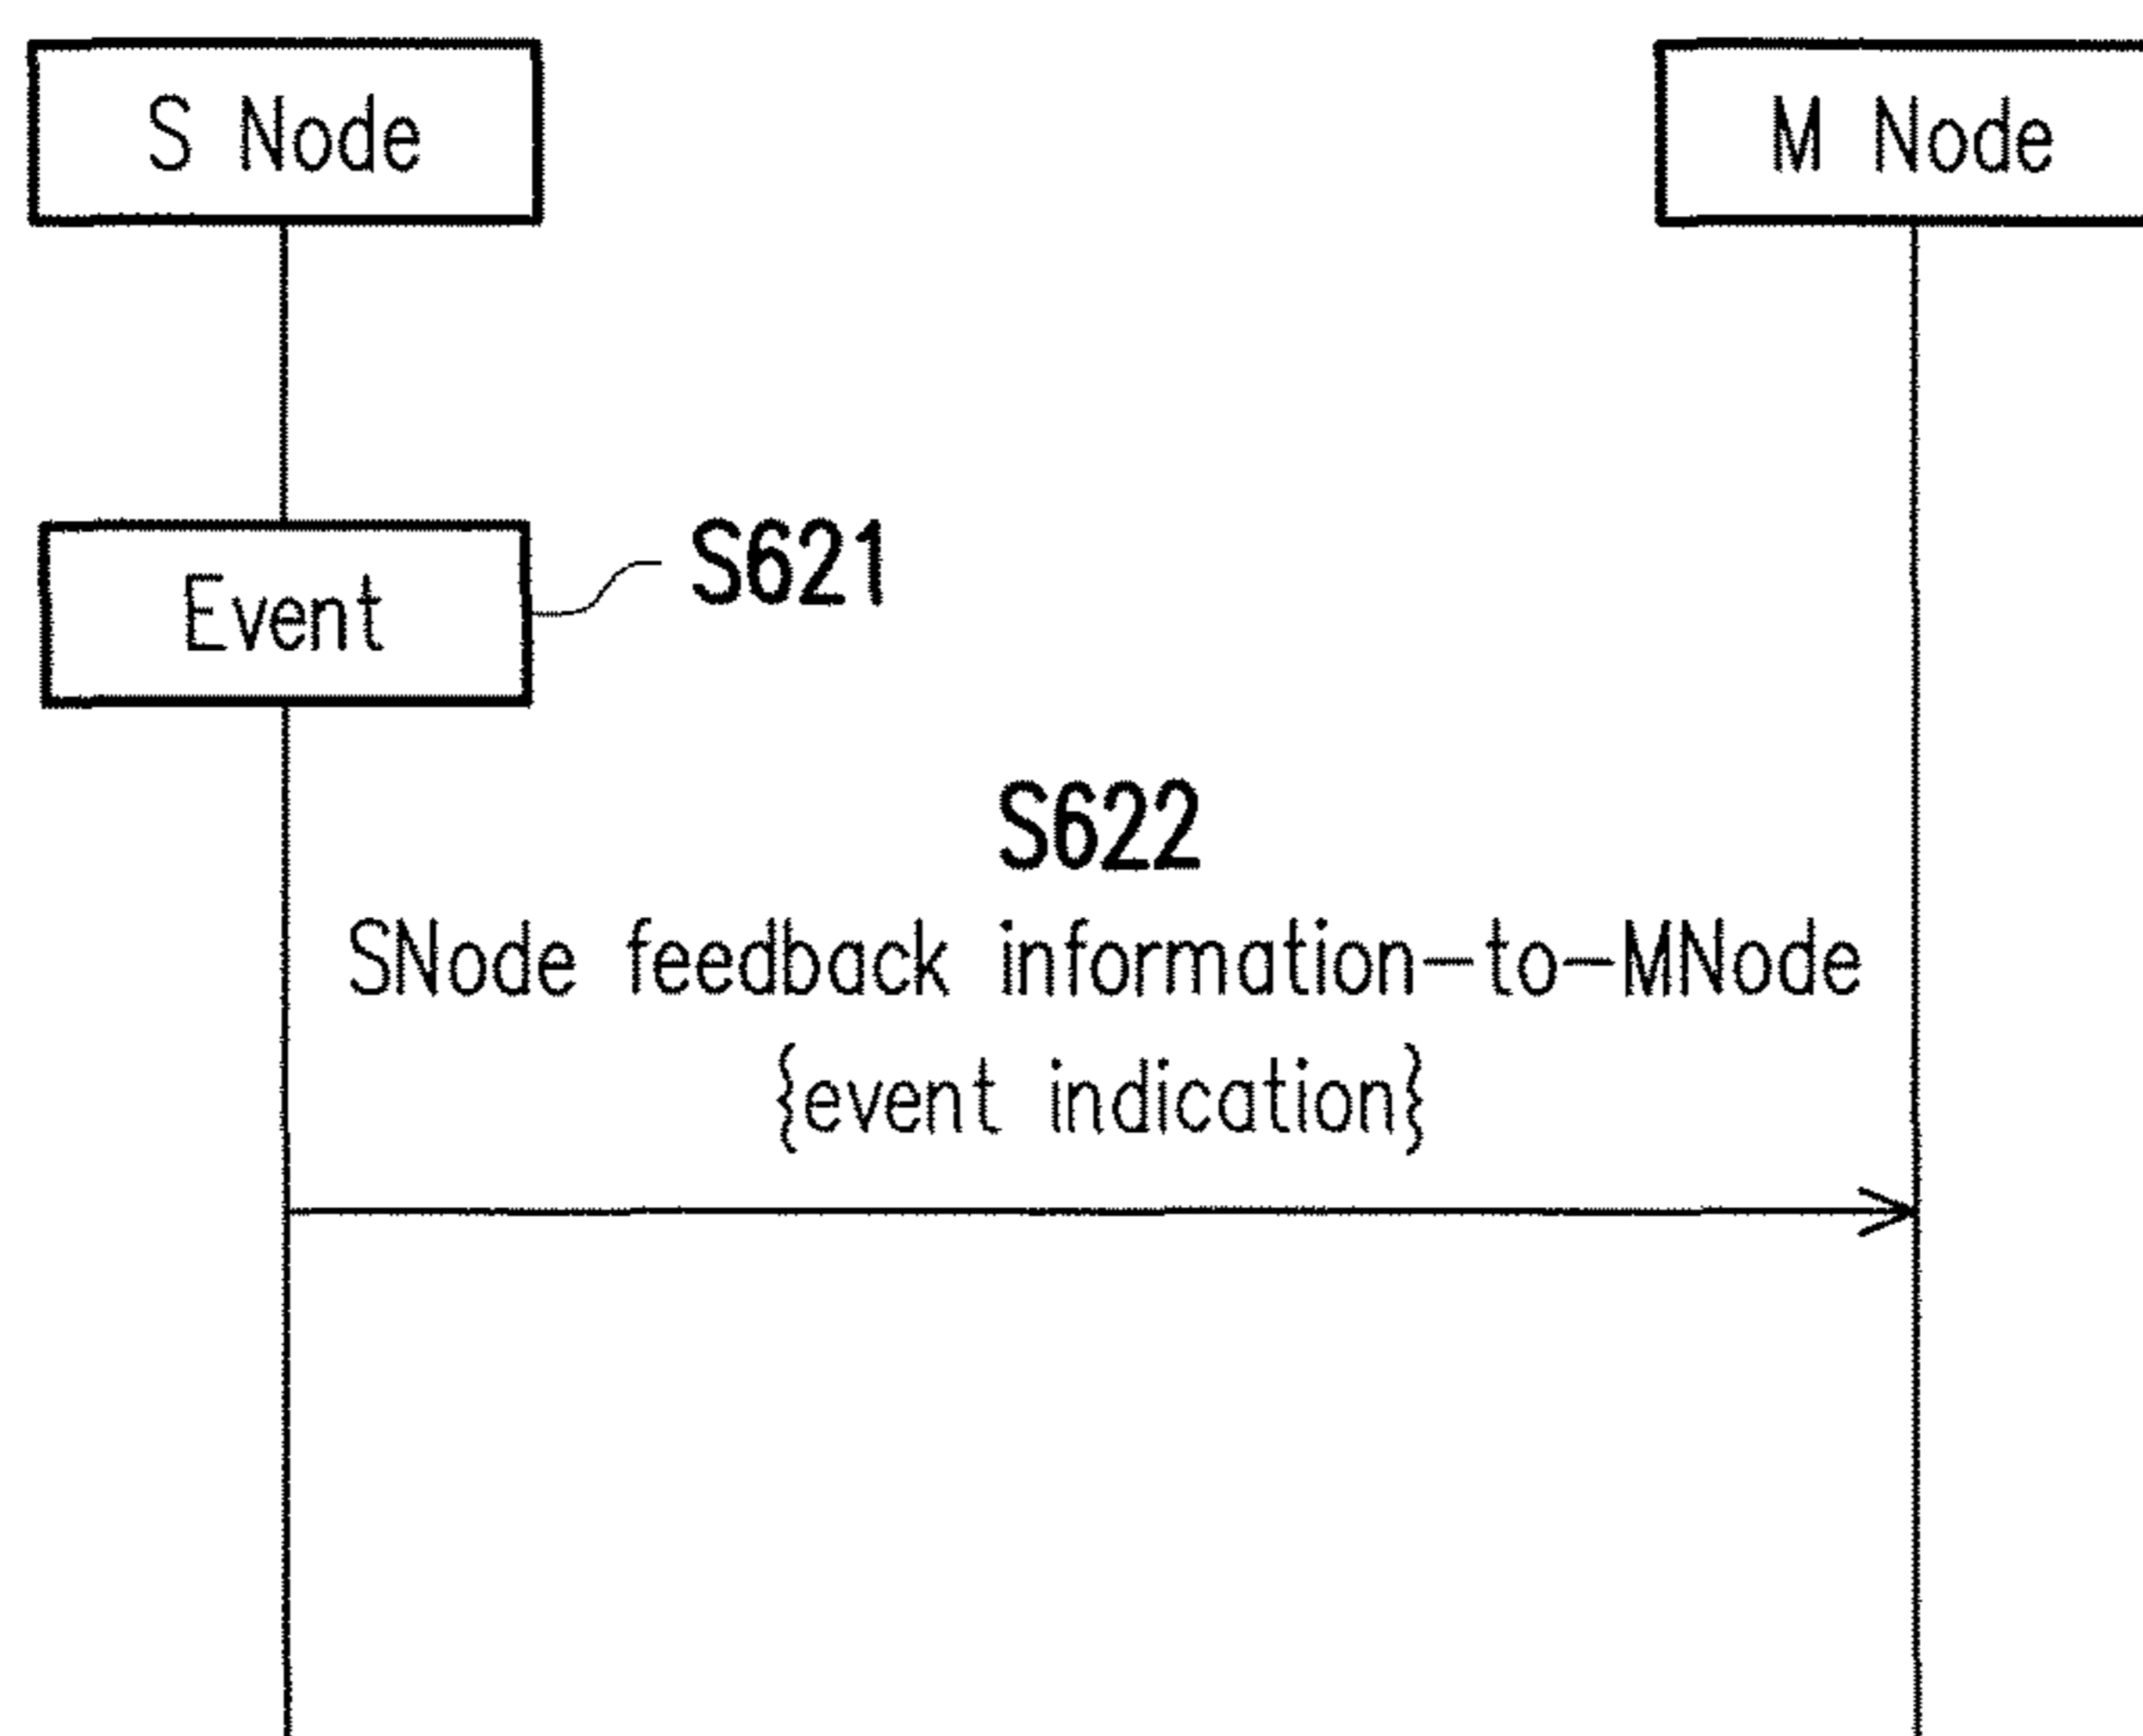 S Node
M Node
Event
S621
S622
SNode feedback information-to-MNode
{event indication}